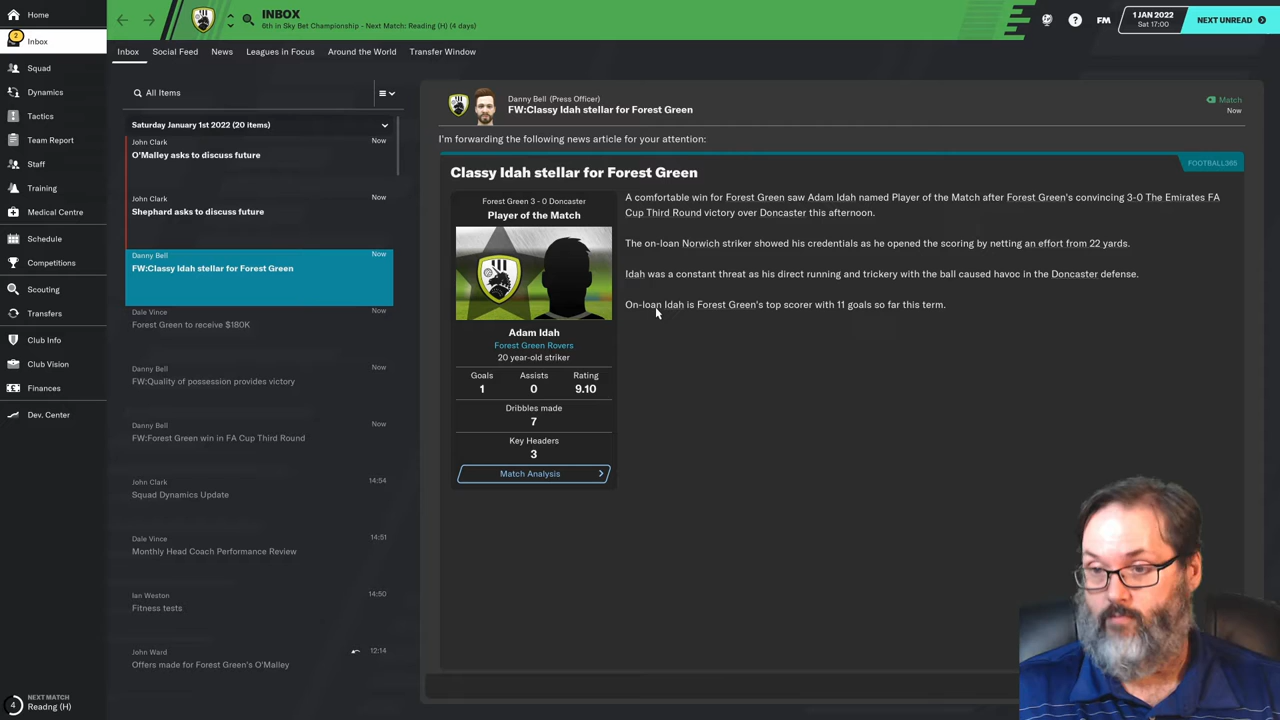 Home
INBOX
6th in Sky Bet Championship - Next Match: Reading (H) (4 days)
FM
1 JAN 2022
Sat 17:00
NEXT UNREAD
2
Inbox
Squad
Dynamics
Tactics
Team Report
Staff
Training
Medical Centre
Schedule
Competitions
Scouting
Transfers
Club Info
Club Vision
Finances
Dev. Center
4
NEXT MATCH
Readng (H)
Inbox
Social Feed
News
Leagues in Focus
Around the World
Transfer Window
All Items
Saturday January 1st 2022 (20 items)
John Clark
Now
O'Malley asks to discuss future
John Clark
Now
Shephard asks to discuss future
Danny Bell
Now
FW:Classy Idah stellar for Forest Green
Dale Vince
Now
Forest Green to receive $180K
Danny Bell
Now
FW:Quality of possession provides victory
Danny Bell
Now
FW:Forest Green win in FA Cup Third Round
John Clark
14:54
Squad Dynamics Update
Dale Vince
14:51
Monthly Head Coach Performance Review
Ian Weston
14:50
Fitness tests
John Ward
12:14
Offers made for Forest Green's O'Malley
Danny Bell (Press Officer)
FW:Classy Idah stellar for Forest Green
Match
Now
I'm forwarding the following news article for your attention:
FOOTBALL365
Classy Idah stellar for Forest Green
Forest Green 3 - 0 Doncaster
Player of the Match
Adam Idah
Forest Green Rovers
20 year-old striker
Goals Assists Rating
1 0 9.10
Dribbles made
7
Key Headers
3
Match Analysis
A comfortable win for Forest Green saw Adam Idah named Player of the Match after Forest Green's convincing 3-0 The Emirates FA
Cup Third Round victory over Doncaster this afternoon.
The on-loan Norwich striker showed his credentials as he opened the scoring by netting an effort from 22 yards.
Idah was a constant threat as his direct running and trickery with the ball caused havoc in the Doncaster defense.
On-loan Idah is Forest Green's top scorer with 11 goals so far this term.